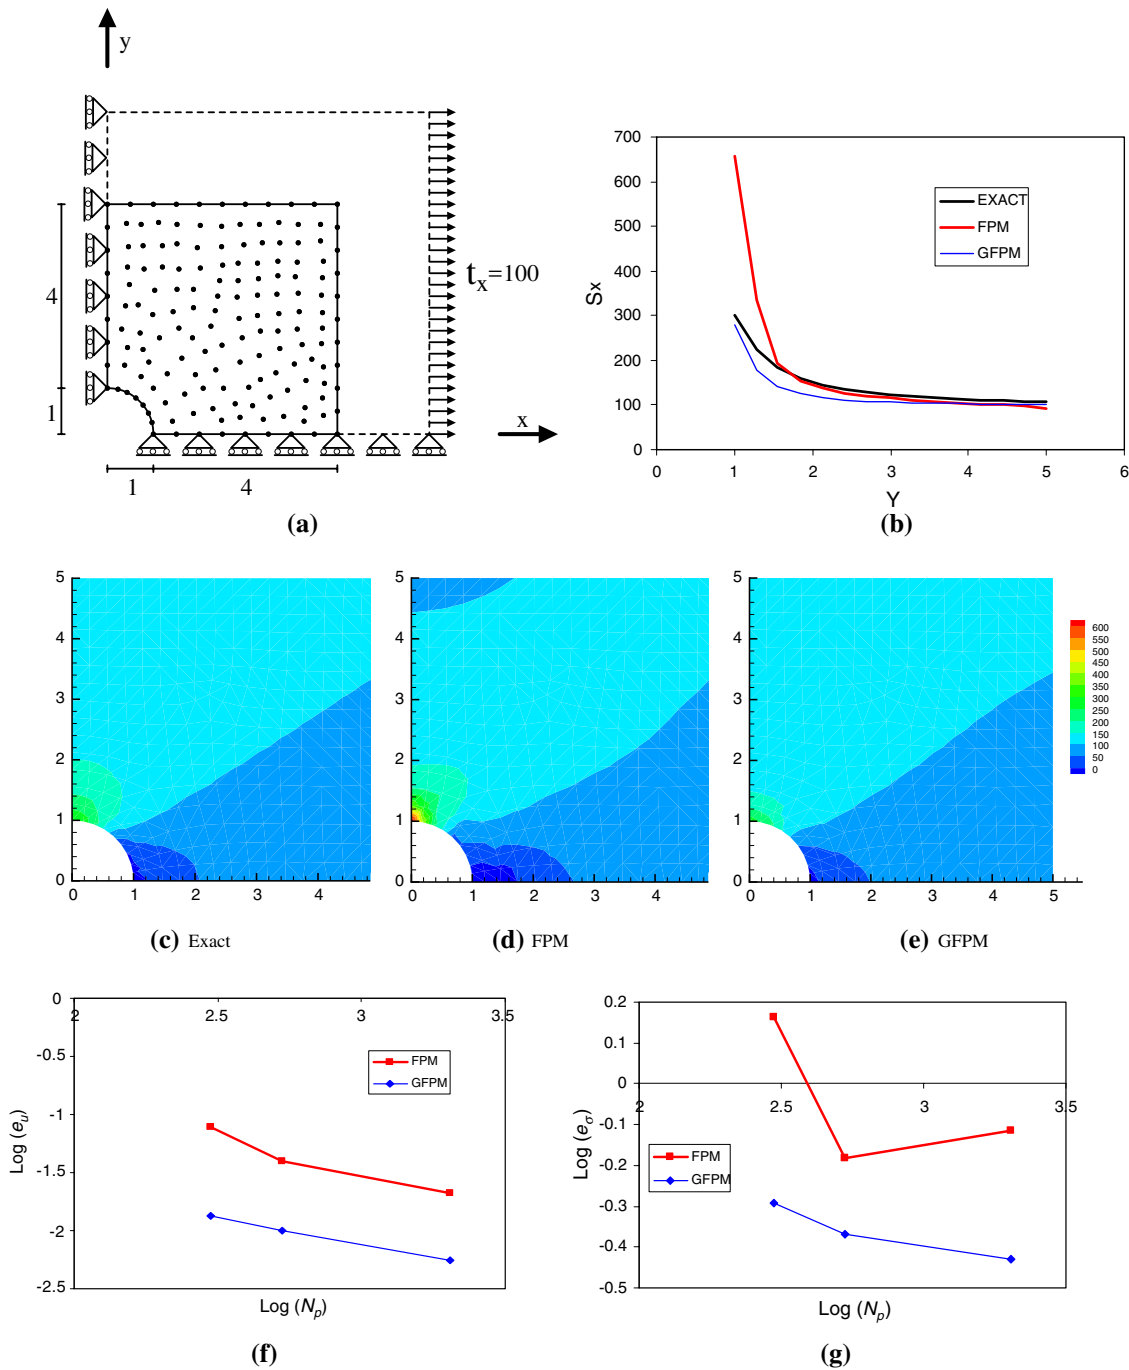 y
t_x=100
4
1
x
1
4
(a)
700
600
500
400
300
200
100
0
Sx
EXACT
FPM
GFPM
0 1 2 3 4 5 6
Y
(b)
5
4
3
2
1
0
0 1 2 3 4
(c) Exact
5
4
3
2
1
0
0 1 2 3 4
(d) FPM
5
4
3
2
1
0
0 1 2 3 4 5
(e) GFPM
600
550
500
450
400
350
300
250
200
150
100
50
0
0
-0.5
-1
-1.5
-2
-2.5
2 2.5 3 3.5
Log (e_u)
FPM
GFPM
Log (N_p)
(f)
0.2
0.1
0
-0.1
-0.2
-0.3
-0.4
-0.5
2 2.5 3 3.5
Log (e_σ)
FPM
GFPM
Log (N_p)
(g)